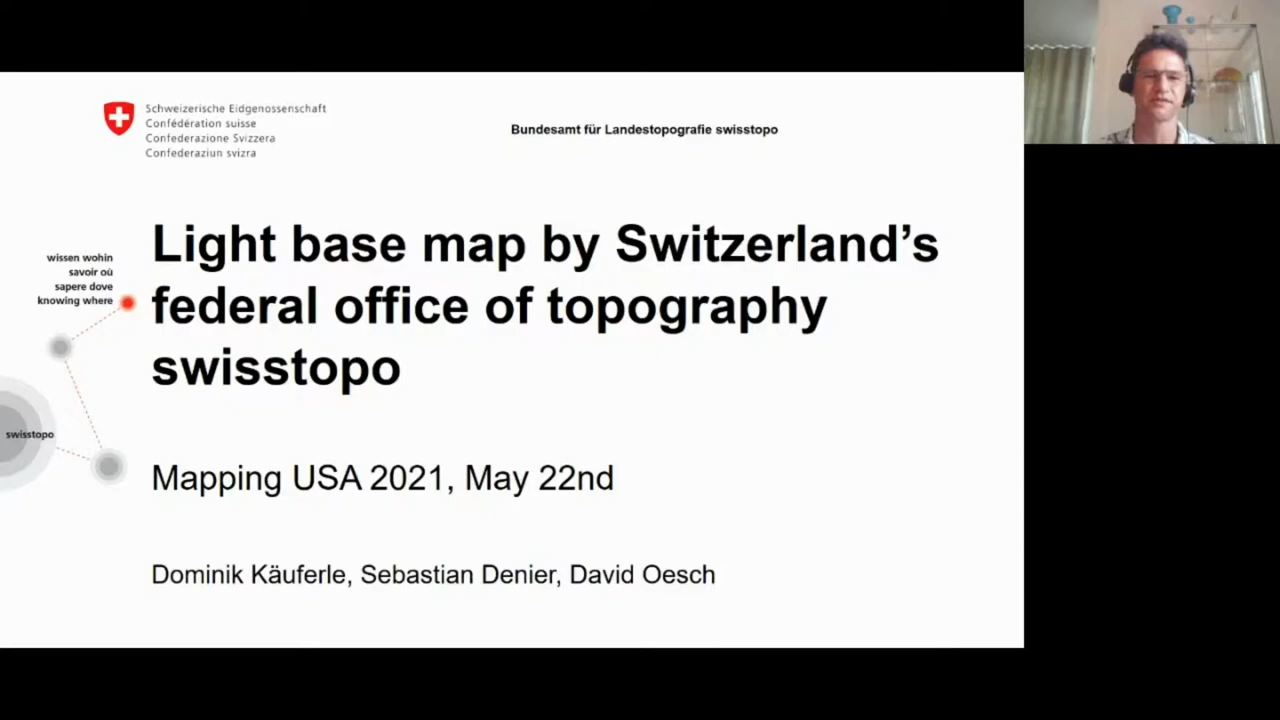 Schweizerische Eidgenossenschaft
Confédération suisse
Confederazione Svizzera
Confederaziun svizra
Bundesamt für Landestopografie swisstopo
Light base map by Switzerland's
federal office of topography
swisstopo
wissen wohin
savoir où
sapere dove
knowing where
swisstopo
Mapping USA 2021, May 22nd
Dominik Käuferle, Sebastian Denier, David Oesch